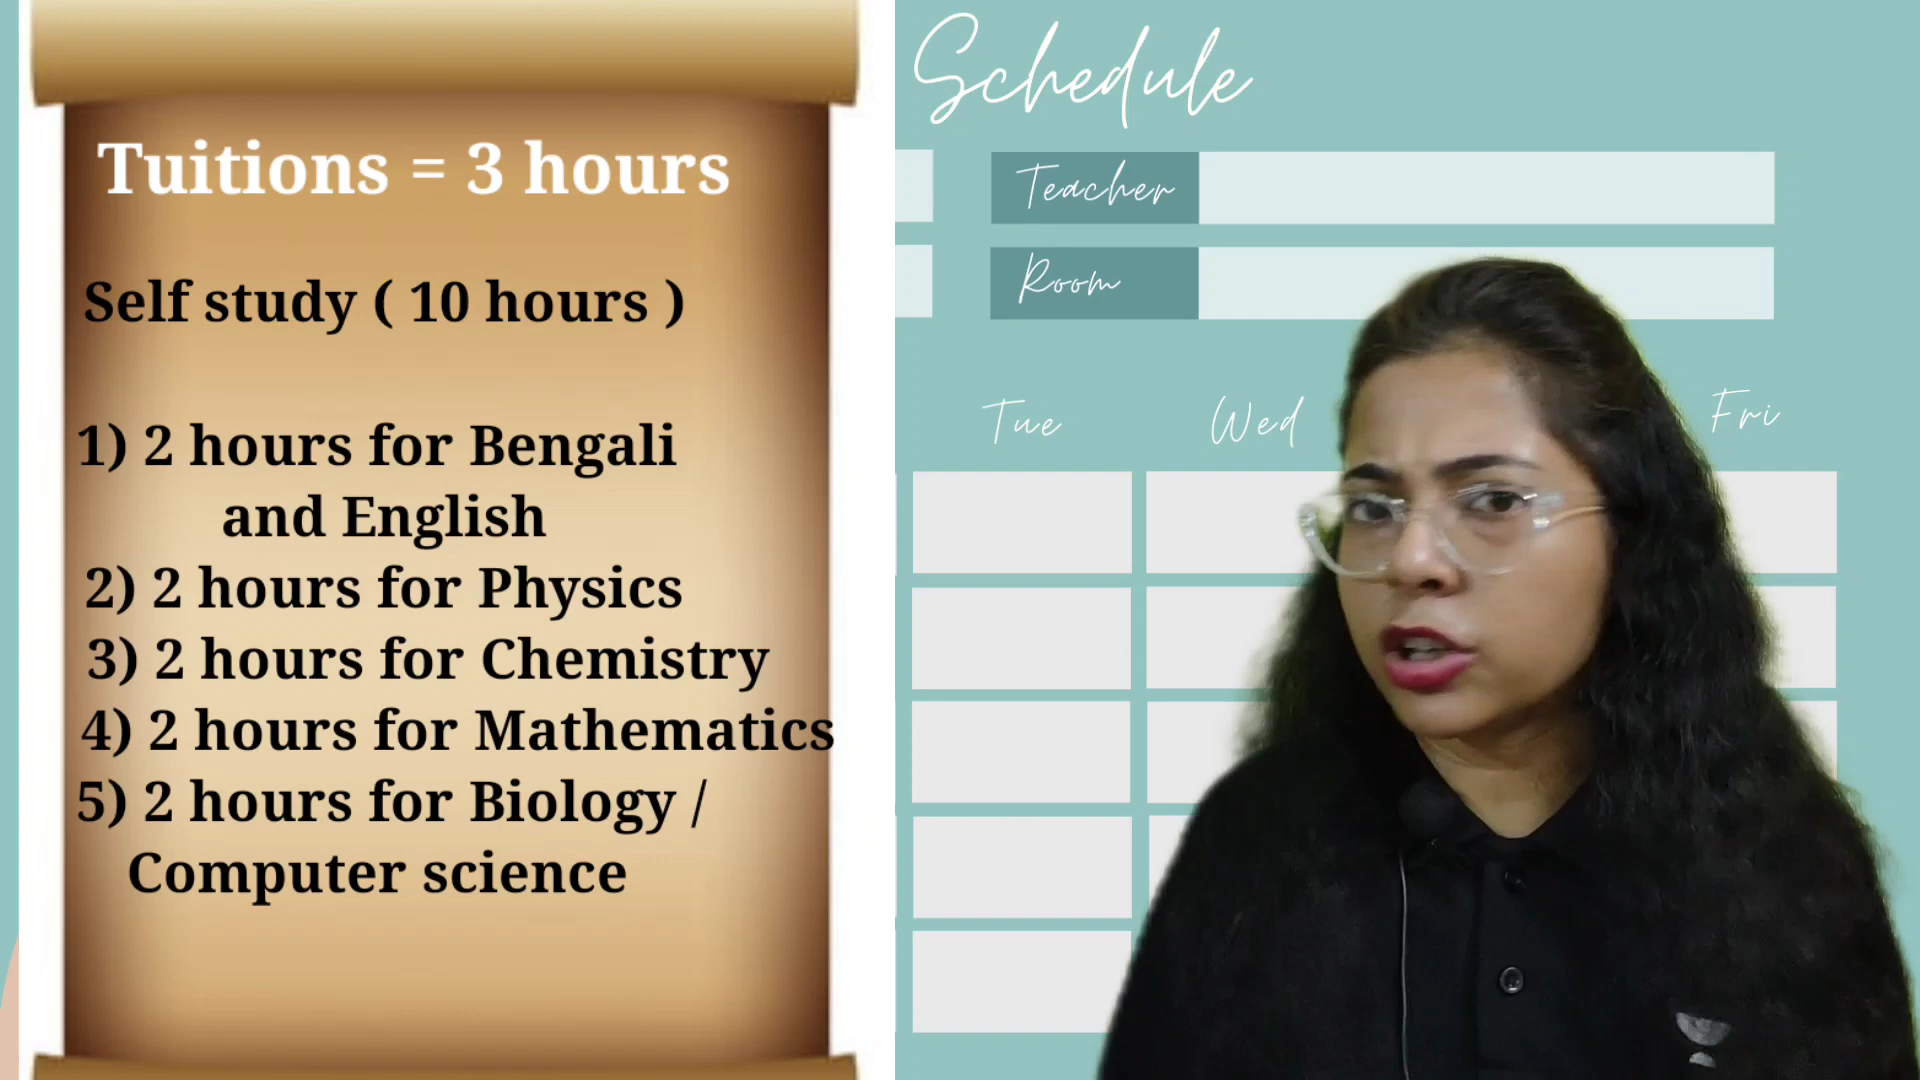 Tuitions = 3 hours
Self study ( 10 hours )
1) 2 hours for Bengali
and English
2) 2 hours for Physics
3) 2 hours for Chemistry
4) 2 hours for Mathematics
5) 2 hours for Biology /
Computer science
Schedule
Teacher
Room
Tue
Wed
Fri